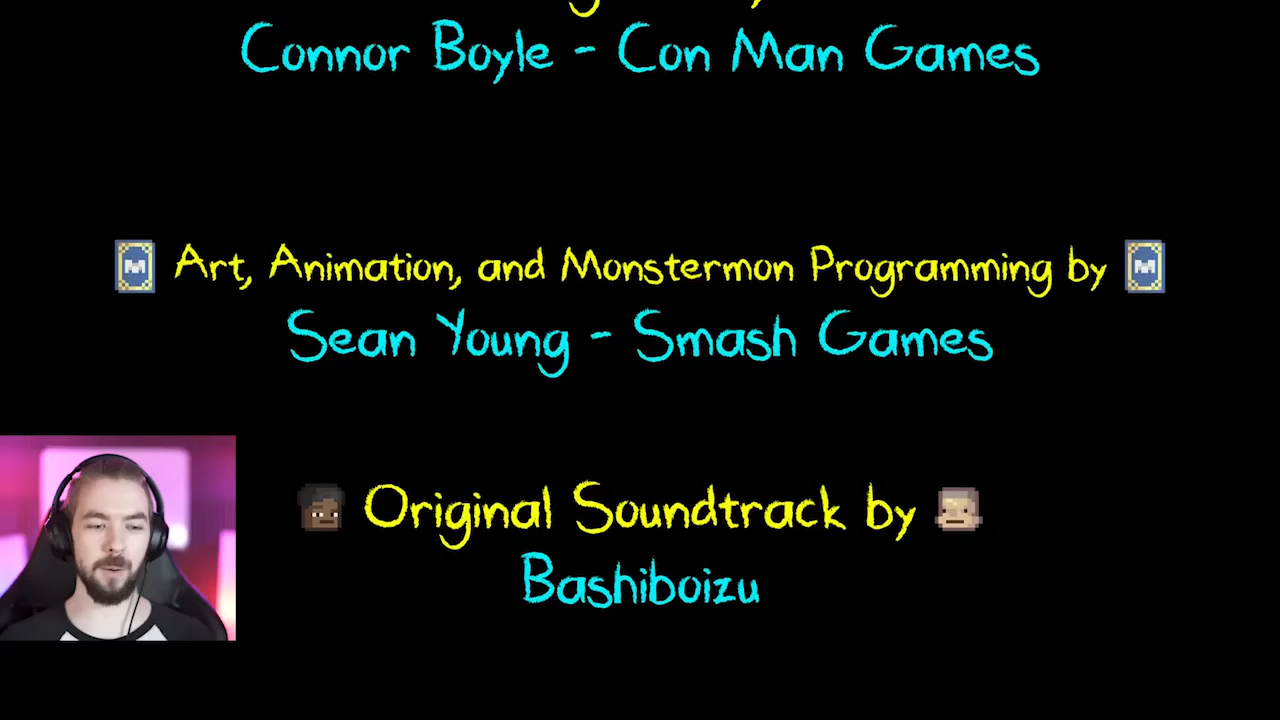 Connor Boyle - Con Man Games
M Art, Animation, and Monstermon Programming by M
Sean Young - Smash Games
Original Soundtrack by
Bashiboizu